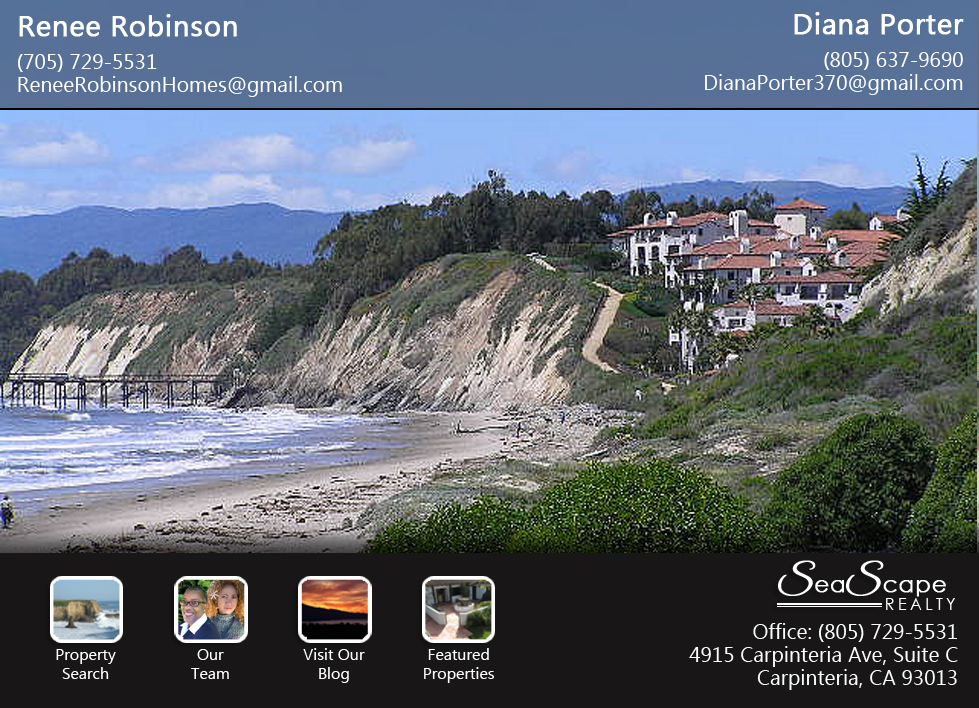 Renee Robinson
(705) 729-5531
ReneeRobinsonHomes@gmail.com
Diana Porter
(805) 637-9690
DianaPorter370@gmail.com
Property
Search
Our
Team
Visit Our
Blog
Featured
Properties
SeaScape
REALTY
Office: (805) 729-5531
4915 Carpinteria Ave, Suite C
Carpinteria, CA 93013